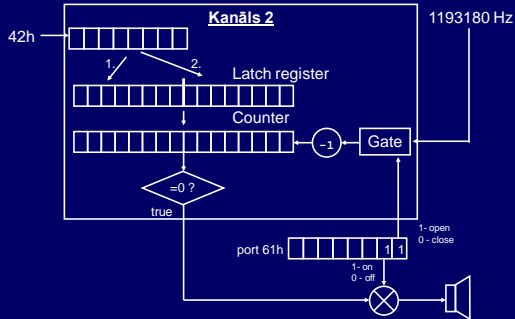 Kanāls 2
1193180 Hz
42h
1.
2.
Latch register
Counter
-1
Gate
=0 ?
true
1- open
0 - close
port 61h
1 1
1- on
0 - off